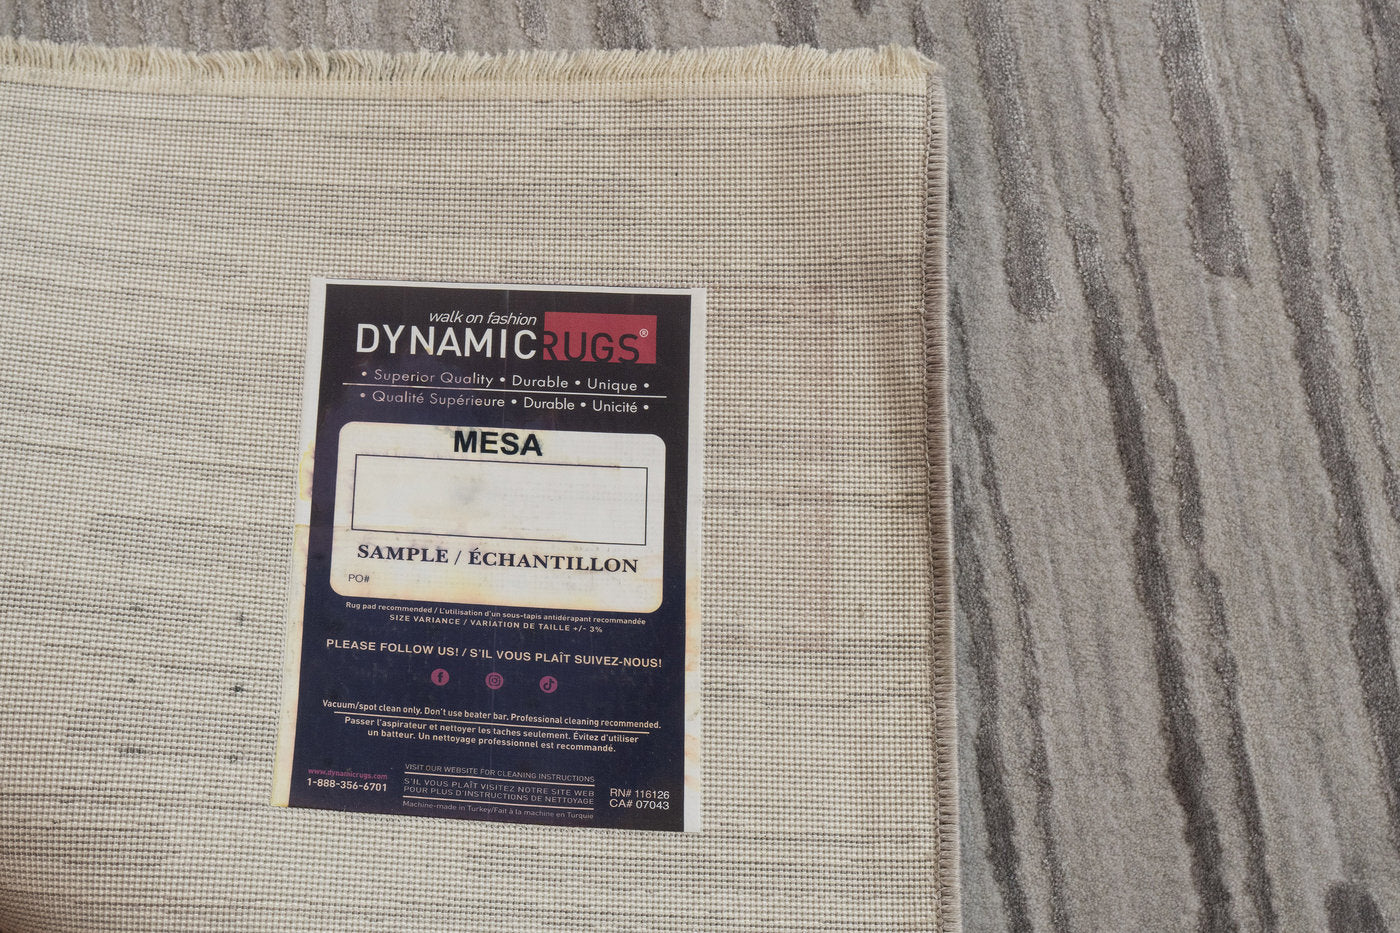 walk on fashion
DYNAMICRUGS®
• Superior Quality • Durable • Unique •
• Qualité Supérieure • Durable • Unicité •
MESA
SAMPLE / ÉCHANTILLON
PO#
Rug pad recommended / L'utilisation d'un sous-tapis antidérapant recommandée
SIZE VARIANCE / VARIATION DE TAILLE +/- 3%
PLEASE FOLLOW US! / S'IL VOUS PLAÎT SUIVEZ-NOUS!
Vacuum/spot clean only. Don't use beater bar. Professional cleaning recommended.
Passer l'aspirateur et nettoyer les taches seulement. Évitez d'utiliser
un batteur. Un nettoyage professionnel est recommandé.
www.dynamicrugs.com
1-888-356-6701
VISIT OUR WEBSITE FOR CLEANING INSTRUCTIONS
S'IL VOUS PLAÎT VISITEZ NOTRE SITE WEB
POUR PLUS D'INSTRUCTIONS DE NETTOYAGE
Machine-made in Turkey/Fait à la machine en Turquie
RN# 116126
CA# 07043